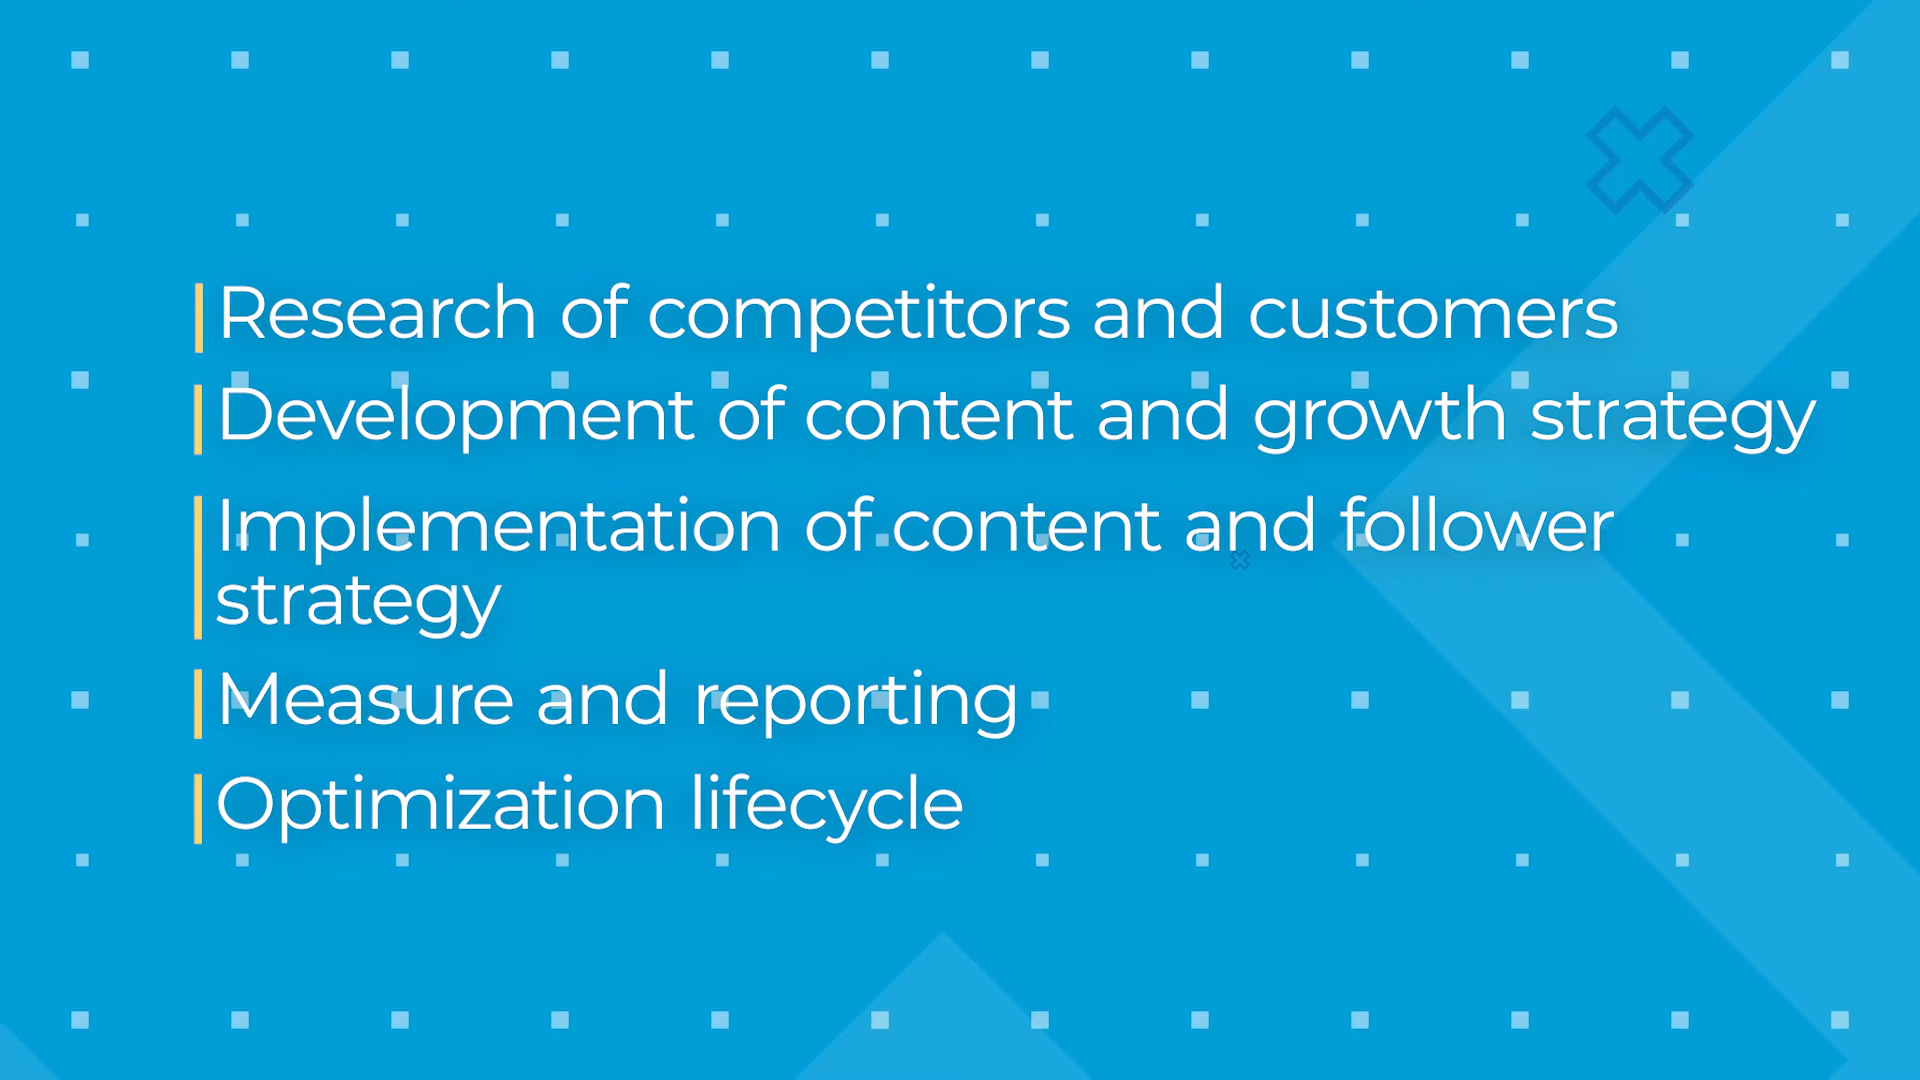 Research of competitors and customers
Development of content and growth strategy
Implementation of content and follower
strategy
Measure and reporting
Optimization lifecycle